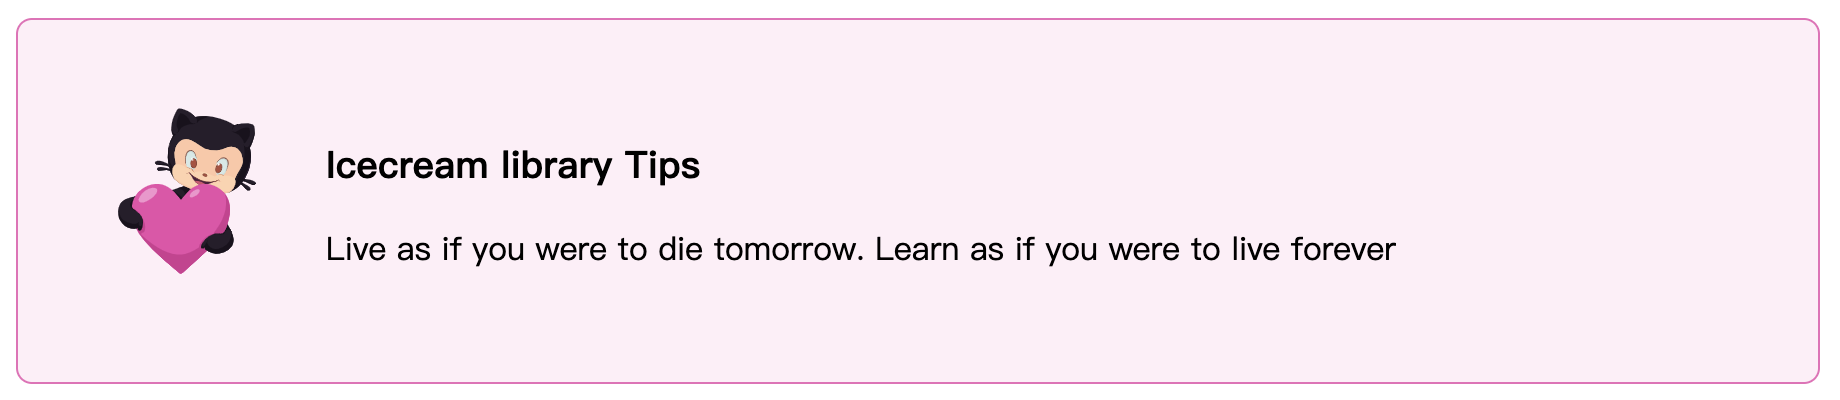 Icecream library Tips
Live as if you were to die tomorrow. Learn as if you were to live forever